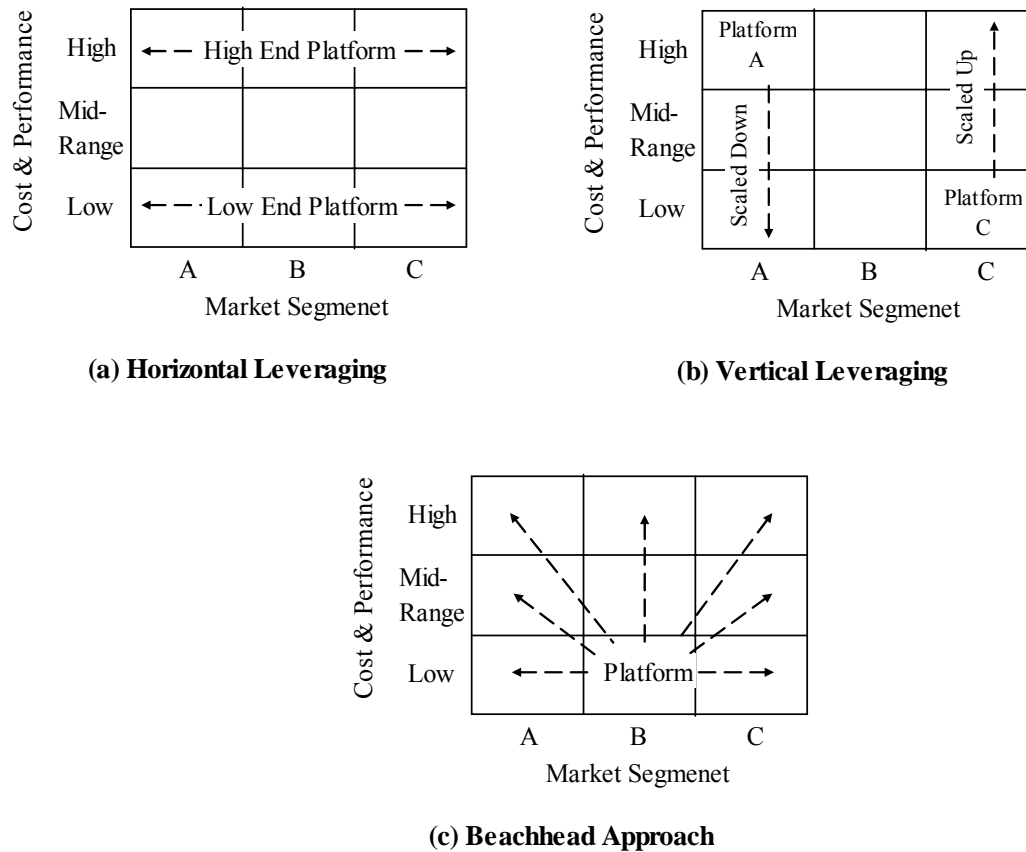 Cost & Performance
High
Mid-
Range
Low
High End Platform
Low End Platform
A B C
Market Segmenet
(a) Horizontal Leveraging
Cost & Performance
High
Mid-
Range
Low
Platform
A
Scaled Down
Scaled Up
Platform
C
A B C
Market Segmenet
(b) Vertical Leveraging
Cost & Performance
High
Mid-
Range
Low
Platform
A B C
Market Segmenet
(c) Beachhead Approach